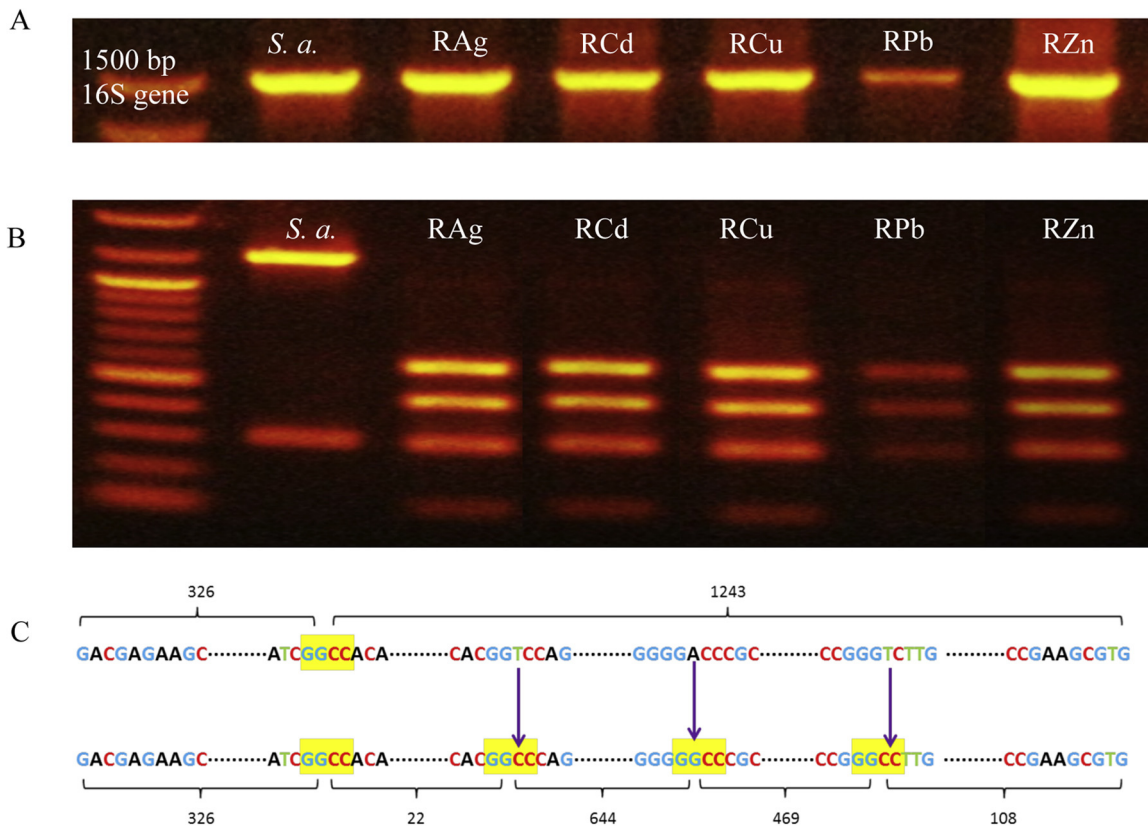 A
1500 bp
16S gene
S. a. RAg RCd RCu RPb RZn
B
S. a. RAg RCd RCu RPb RZn
326 1243
C
GACGAGAAGC·········ATCGGCCACA·········CACGGTCCAG·········GGGGACCCGC·········CCGGGTCTTG ··········CCGAAGCGTG
GACGAGAAGC·········ATCGGCCACA·········CACGGCCCAG·········GGGGGCCCGC·········CCGGGCCTTG ··········CCGAAGCGTG
326 22 644 469 108